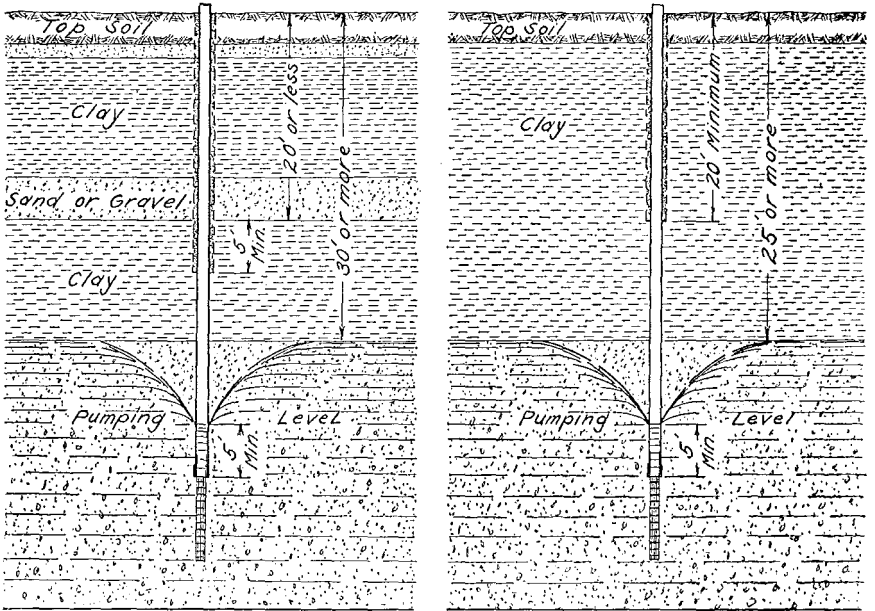 Top Soil
Clay
20' or less
30' or more
Sand or Gravel
5'
Min.
Clay
Pumping Level
5'
Min.
Top Soil
Clay
20' Minimum
25' or more
Pumping Level
5'
Min.